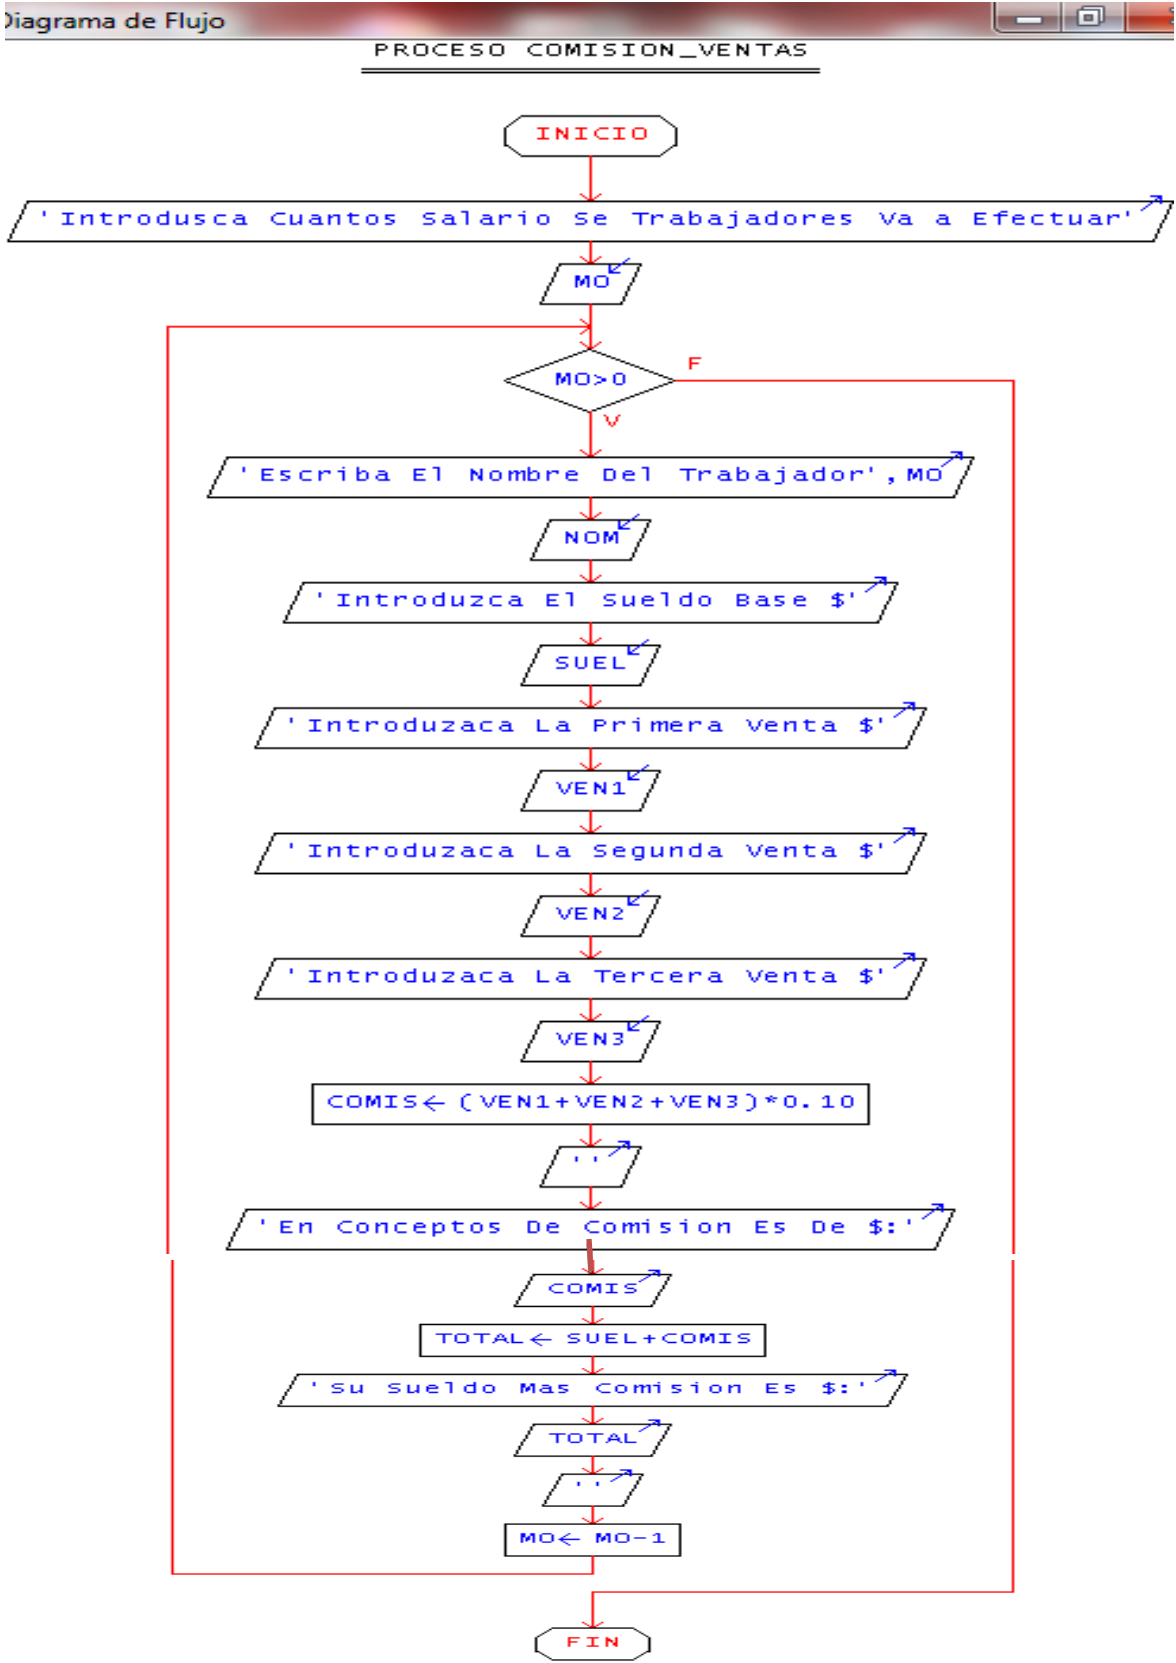 Diagrama de Flujo
PROCESO COMISION_VENTAS
INICIO
'Introdusca Cuantos Salario Se Trabajadores Va a Efectuar'
MO
MO>0
F
V
'Escriba El Nombre Del Trabajador',MO
NOM
'Introduzca El Sueldo Base $'
SUEL
'Introduzaca La Primera Venta $'
VEN1
'Introduzaca La Segunda Venta $'
VEN2
'Introduzaca La Tercera Venta $'
VEN3
COMIS← (VEN1+VEN2+VEN3)*0.10
''
'En Conceptos De Comision Es De $:'
COMIS
TOTAL← SUEL+COMIS
'Su Sueldo Mas Comision Es $:'
TOTAL
''
MO← MO-1
FIN